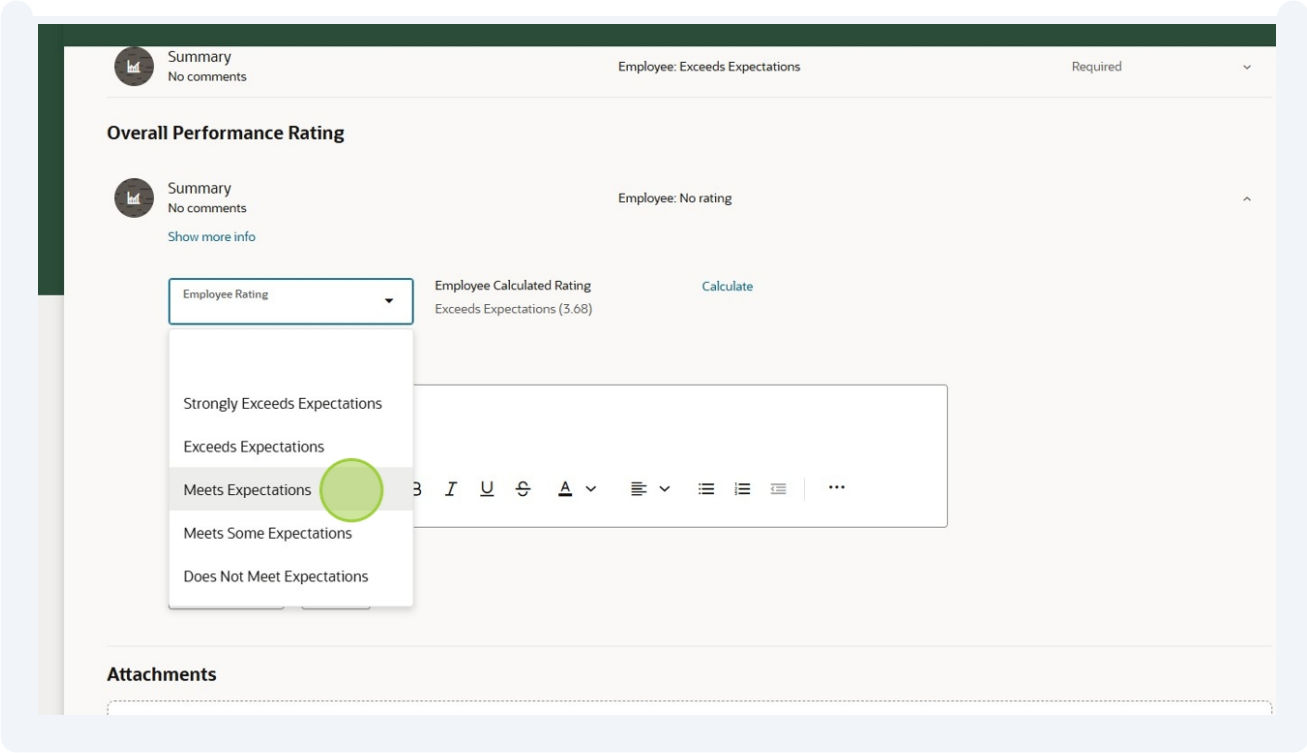 Summary
No comments
Employee: Exceeds Expectations
Required
Overall Performance Rating
Summary
No comments
Employee: No rating
Show more info
Employee Rating
Employee Calculated Rating
Calculate
Exceeds Expectations (3.68)
Strongly Exceeds Expectations
Exceeds Expectations
Meets Expectations
B I U S A
Meets Some Expectations
Does Not Meet Expectations
Attachments